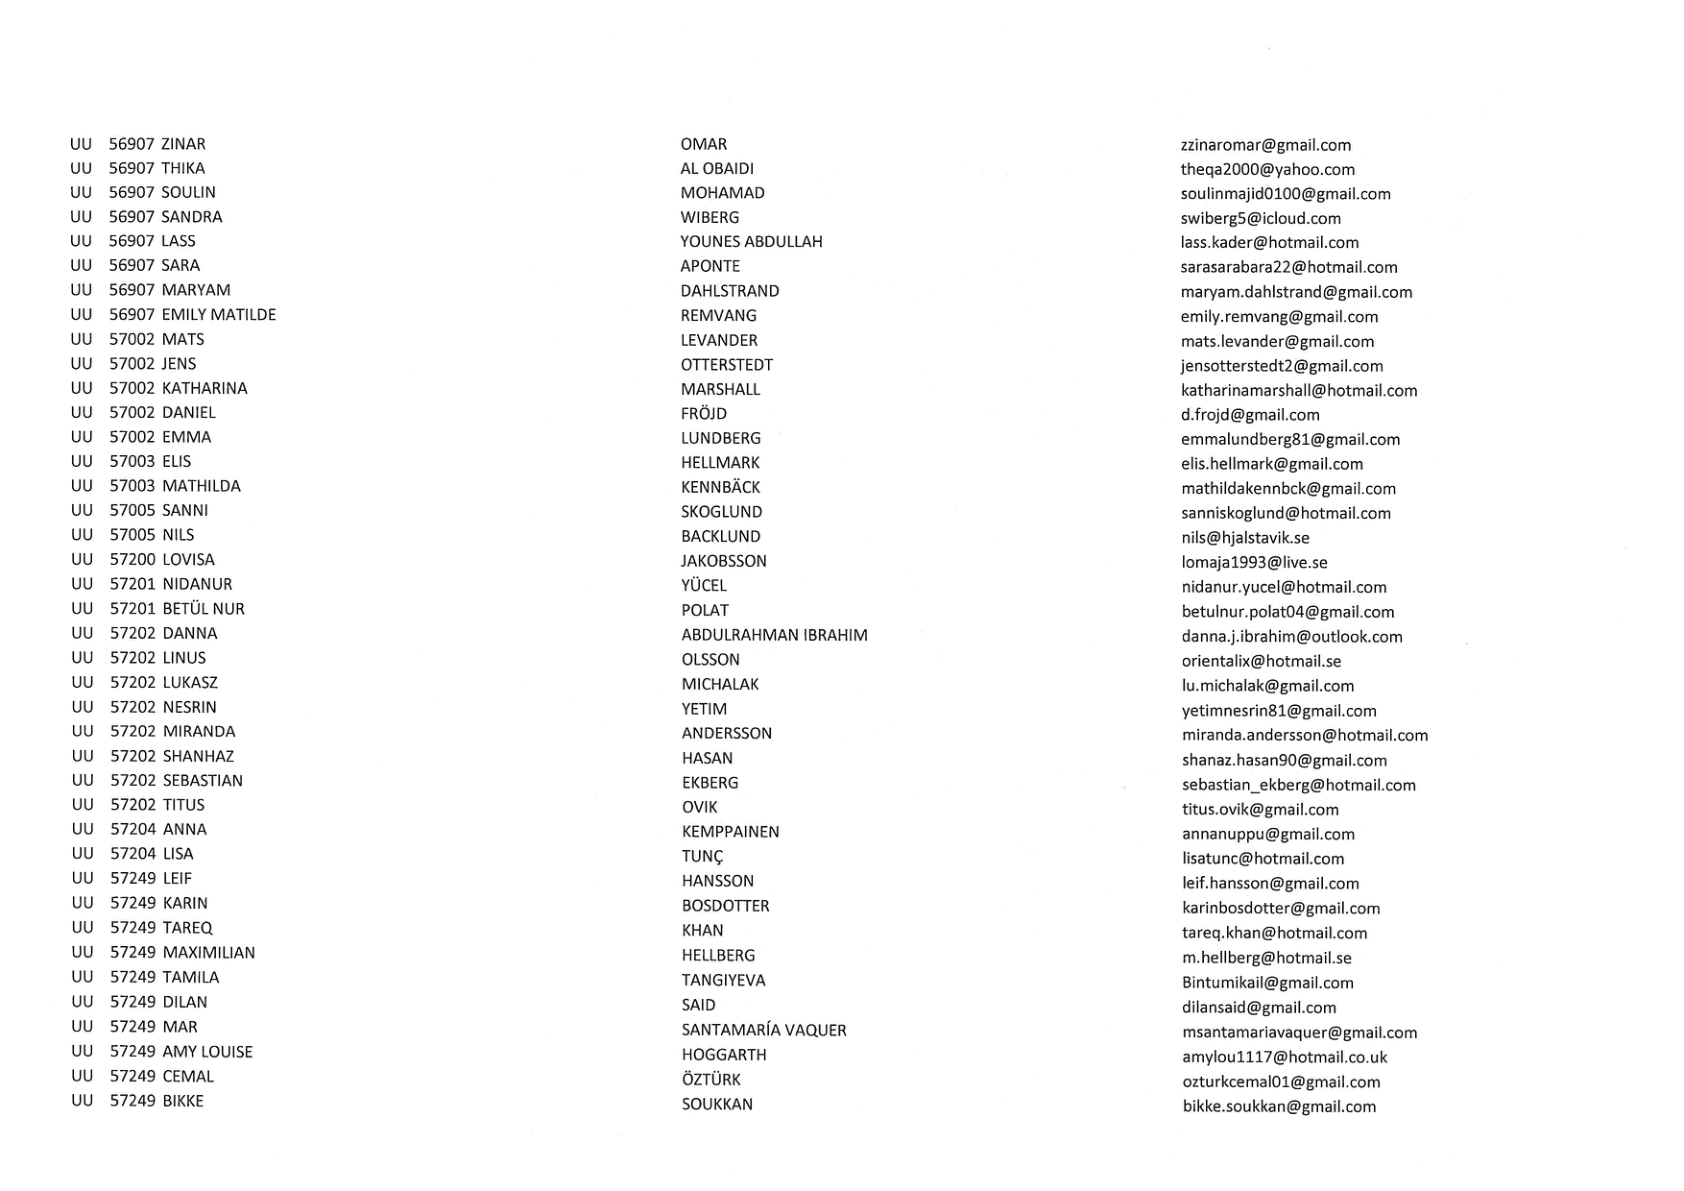 UU 56907 ZINAR OMAR zzinaromar@gmail.com
UU 56907 THIKA AL OBAIDI theqa2000@yahoo.com
UU 56907 SOULIN MOHAMAD soulinmajid0100@gmail.com
UU 56907 SANDRA WIBERG swiberg5@icloud.com
UU 56907 LASS YOUNES ABDULLAH lass.kader@hotmail.com
UU 56907 SARA APONTE sarasarabara22@hotmail.com
UU 56907 MARYAM DAHLSTRAND maryam.dahlstrand@gmail.com
UU 56907 EMILY MATILDE REMVANG emily.remvang@gmail.com
UU 57002 MATS LEVANDER mats.levander@gmail.com
UU 57002 JENS OTTERSTEDT jensotterstedt2@gmail.com
UU 57002 KATHARINA MARSHALL katharinamarshall@hotmail.com
UU 57002 DANIEL FRÖJD d.frojd@gmail.com
UU 57002 EMMA LUNDBERG emmalundberg81@gmail.com
UU 57003 ELIS HELLMARK elis.hellmark@gmail.com
UU 57003 MATHILDA KENNBÄCK mathildakennbck@gmail.com
UU 57005 SANNI SKOGLUND sanniskoglund@hotmail.com
UU 57005 NILS BACKLUND nils@hjalstavik.se
UU 57200 LOVISA JAKOBSSON lomaja1993@live.se
UU 57201 NIDANUR YÜCEL nidanur.yucel@hotmail.com
UU 57201 BETÜL NUR POLAT betulnur.polat04@gmail.com
UU 57202 DANNA ABDULRAHMAN IBRAHIM danna.j.ibrahim@outlook.com
UU 57202 LINUS OLSSON orientalix@hotmail.se
UU 57202 LUKASZ MICHALAK lu.michalak@gmail.com
UU 57202 NESRIN YETIM yetimnesrin81@gmail.com
UU 57202 MIRANDA ANDERSSON miranda.andersson@hotmail.com
UU 57202 SHANHAZ HASAN shanaz.hasan90@gmail.com
UU 57202 SEBASTIAN EKBERG sebastian_ekberg@hotmail.com
UU 57202 TITUS OVIK titus.ovik@gmail.com
UU 57204 ANNA KEMPPAINEN annanuppu@gmail.com
UU 57204 LISA TUNÇ lisatunc@hotmail.com
UU 57249 LEIF HANSSON leif.hansson@gmail.com
UU 57249 KARIN BOSDOTTER karinbosdotter@gmail.com
UU 57249 TAREQ KHAN tareq.khan@hotmail.com
UU 57249 MAXIMILIAN HELLBERG m.hellberg@hotmail.se
UU 57249 TAMILA TANGIYEVA Bintumikail@gmail.com
UU 57249 DILAN SAID dilansaid@gmail.com
UU 57249 MAR SANTAMARÍA VAQUER msantamariavaquer@gmail.com
UU 57249 AMY LOUISE HOGGARTH amylou1117@hotmail.co.uk
UU 57249 CEMAL ÖZTÜRK ozturkcemal01@gmail.com
UU 57249 BIKKE SOUKKAN bikke.soukkan@gmail.com